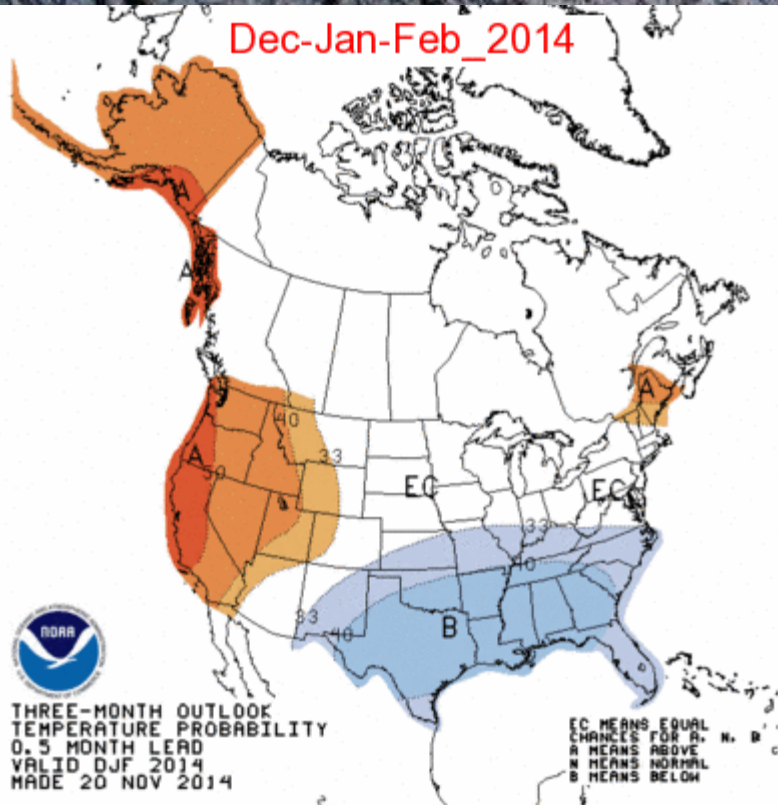 Dec-Jan-Feb_2014
A
A
A
40
33
A
50
EC
EC
33
40
33
40
B
NOAA
THREE-MONTH OUTLOOK
TEMPERATURE PROBABILITY
0.5 MONTH LEAD
VALID DJF 2014
MADE 20 NOV 2014
EC MEANS EQUAL
CHANCES FOR A, N, B
A MEANS ABOVE
N MEANS NORMAL
B MEANS BELOW